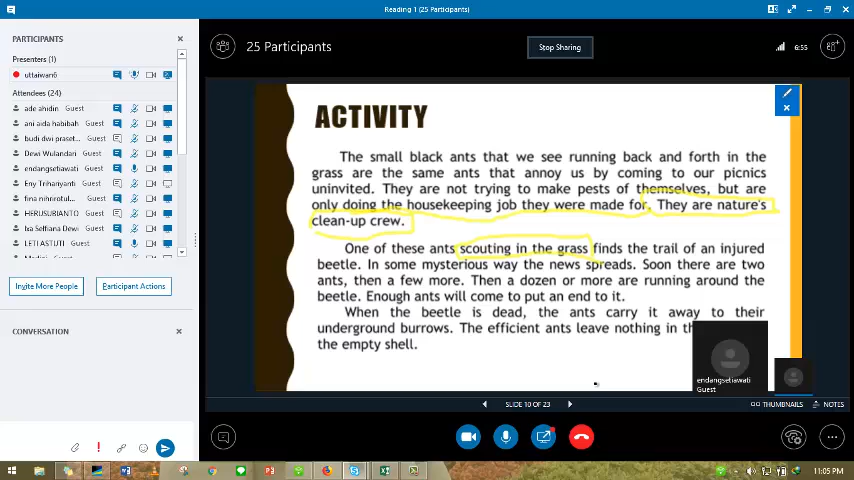 Reading 1 (25 Participants)
PARTICIPANTS
Presenters (1)
uttaiwan6
Attendees (24)
ade ahidin Guest
ani aida habibah Guest
budi dwi praset...
Dewi Wulandari Guest
endangsetiawati Guest
Eny Trihariyanti Guest
fina nihrirotul... Guest
HERUSUBIANTO Guest
Ixa Selfiana Dewi Guest
LETI ASTUTI Guest
Guest
Invite More People
Participant Actions
CONVERSATION
25 Participants
Stop Sharing
6:55
ACTIVITY
The small black ants that we see running back and forth in the
grass are the same ants that annoy us by coming to our picnics
uninvited. They are not trying to make pests of themselves, but are
only doing the housekeeping job they were made for. They are nature's
clean-up crew.
One of these ants scouting in the grass finds the trail of an injured
beetle. In some mysterious way the news spreads. Soon there are two
ants, then a few more. Then a dozen or more are running around the
beetle. Enough ants will come to put an end to it.
When the beetle is dead, the ants carry it away to their
underground burrows. The efficient ants leave nothing in th
the empty shell.
endangsetiawati
Guest
SLIDE 10 OF 23
THUMBNAILS
NOTES
11:05 PM